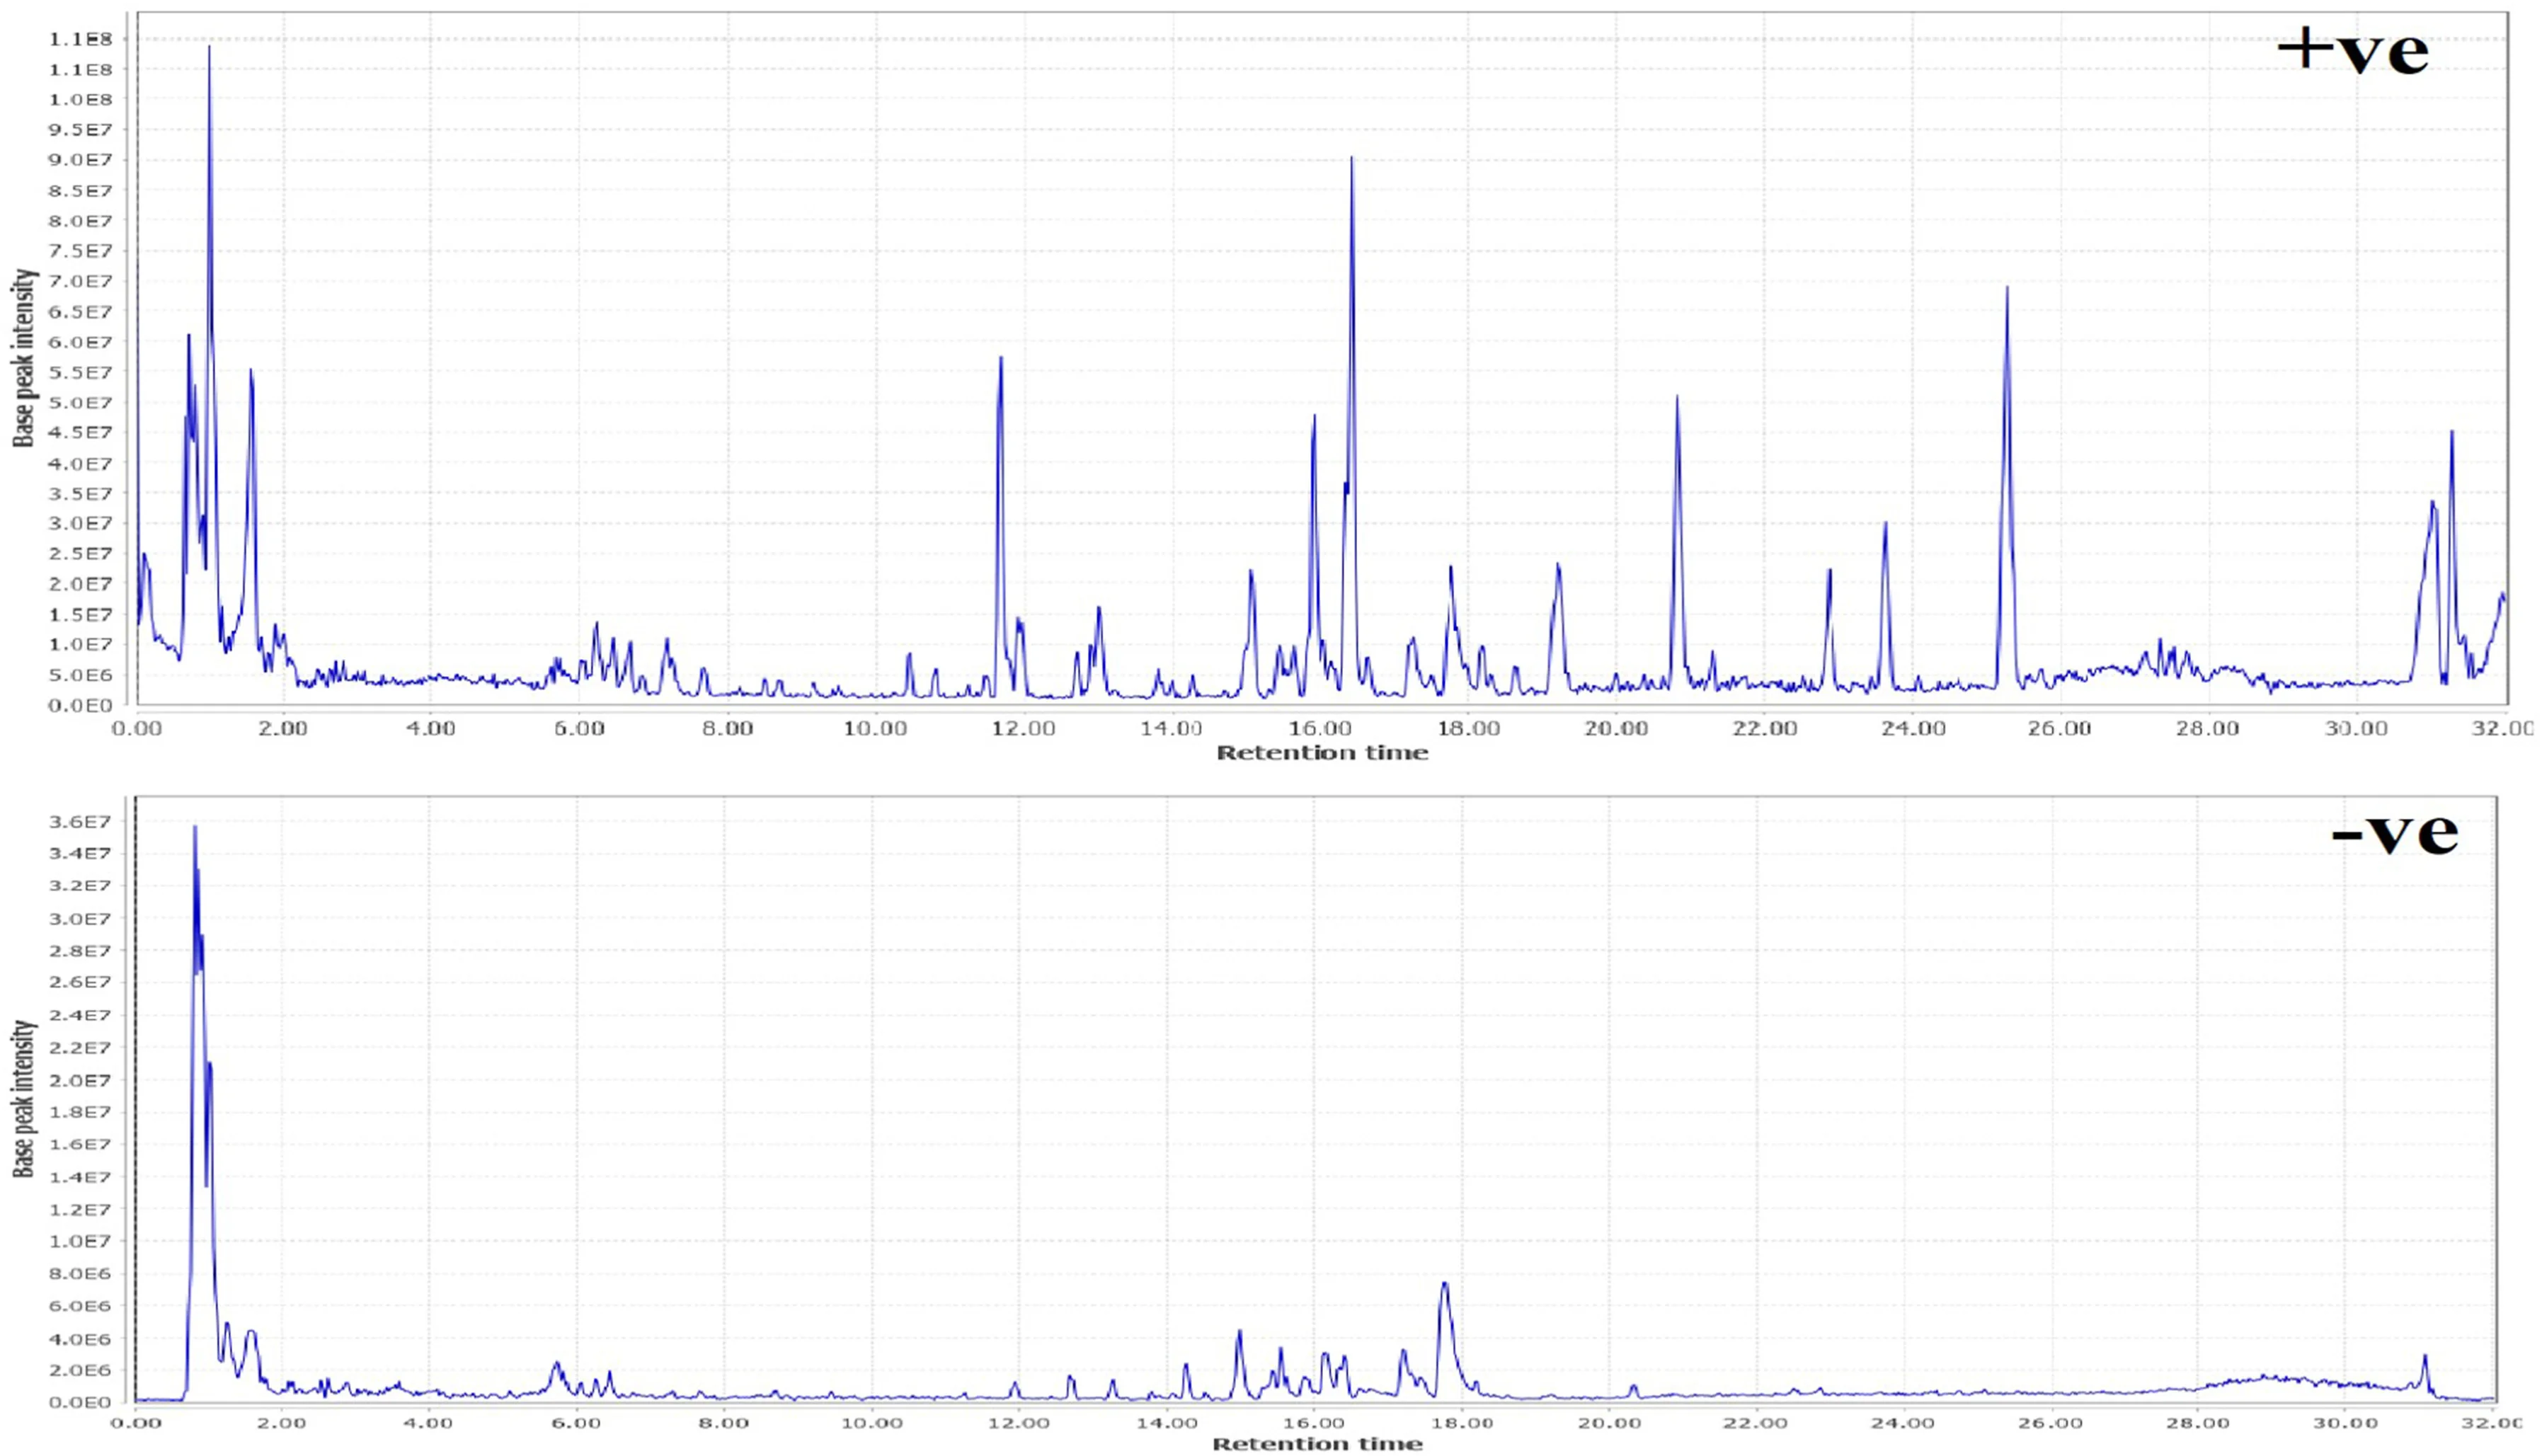 +ve
1.1E8
1.1E8
1.0E8
9.5E7
9.0E7
8.5E7
8.0E7
7.5E7
7.0E7
6.5E7
6.0E7
5.5E7
5.0E7
4.5E7
4.0E7
3.5E7
3.0E7
2.5E7
2.0E7
1.5E7
1.0E7
5.0E6
0.0E0
Base peak intensity
0.00 2.00 4.00 6.00 8.00 10.00 12.00 14.00 16.00 18.00 20.00 22.00 24.00 26.00 28.00 30.00 32.00
Retention time
-ve
3.6E7
3.4E7
3.2E7
3.0E7
2.8E7
2.6E7
2.4E7
2.2E7
2.0E7
1.8E7
1.6E7
1.4E7
1.2E7
1.0E7
8.0E6
6.0E6
4.0E6
2.0E6
0.0E0
Base peak intensity
0.00 2.00 4.00 6.00 8.00 10.00 12.00 14.00 16.00 18.00 20.00 22.00 24.00 26.00 28.00 30.00 32.00
Retention time